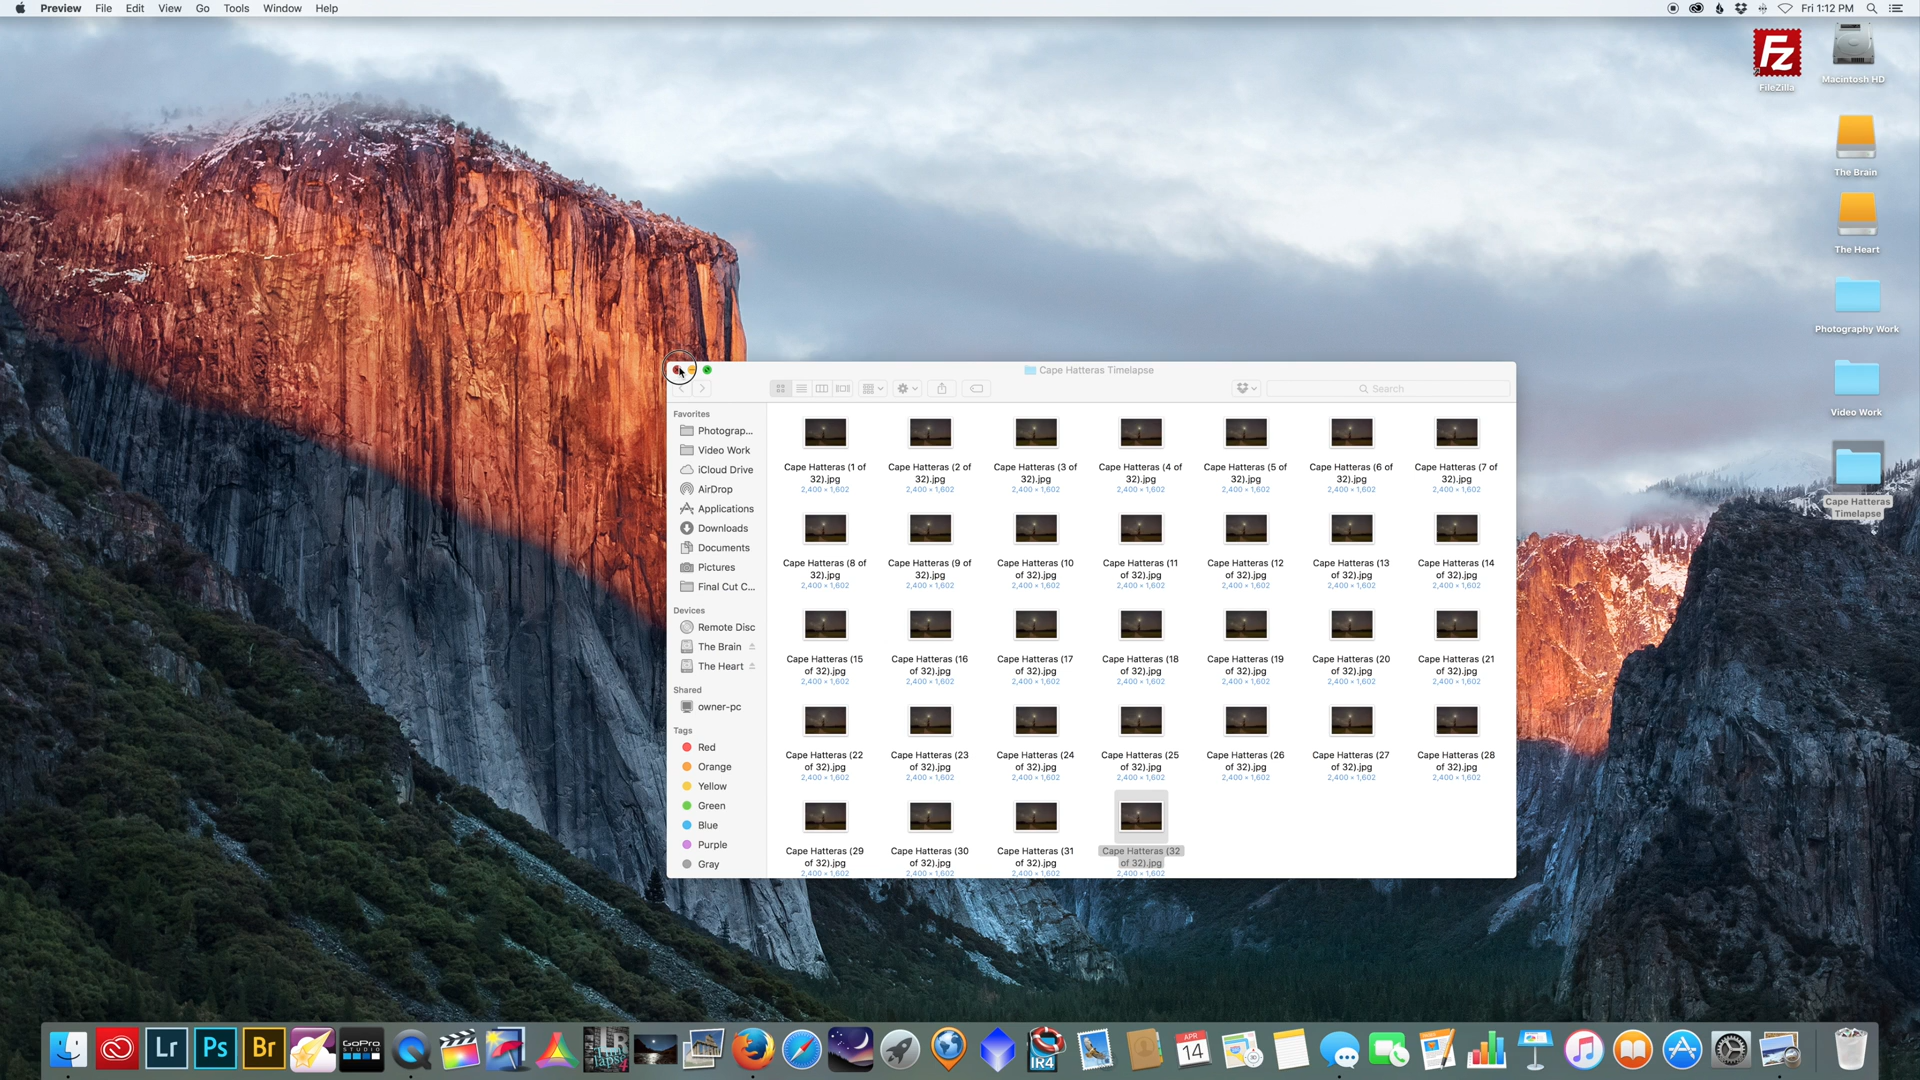 Preview File Edit View Go Tools Window Help
Fri 1:12 PM
Fz
FileZilla
Macintosh HD
The Brain
The Heart
Photography Work
Video Work
Cape Hatteras
Timelapse
Cape Hatteras Timelapse
Search
Favorites
Photograp...
Video Work
iCloud Drive
AirDrop
Applications
Downloads
Documents
Pictures
Final Cut C...
Devices
Remote Disc
The Brain
The Heart
Shared
owner-pc
Tags
Red
Orange
Yellow
Green
Blue
Purple
Gray
Cape Hatteras (1 of Cape Hatteras (2 of Cape Hatteras (3 of Cape Hatteras (4 of Cape Hatteras (5 of Cape Hatteras (6 of Cape Hatteras (7 of
32).jpg 32).jpg 32).jpg 32).jpg 32).jpg 32).jpg 32).jpg
2,400 × 1,602 2,400 × 1,602 2,400 × 1,602 2,400 × 1,602 2,400 × 1,602 2,400 × 1,602 2,400 × 1,602
Cape Hatteras (8 of Cape Hatteras (9 of Cape Hatteras (10 Cape Hatteras (11 Cape Hatteras (12 Cape Hatteras (13 Cape Hatteras (14
32).jpg 32).jpg of 32).jpg of 32).jpg of 32).jpg of 32).jpg of 32).jpg
2,400 × 1,602 2,400 × 1,602 2,400 × 1,602 2,400 × 1,602 2,400 × 1,602 2,400 × 1,602 2,400 × 1,602
Cape Hatteras (15 Cape Hatteras (16 Cape Hatteras (17 Cape Hatteras (18 Cape Hatteras (19 Cape Hatteras (20 Cape Hatteras (21
of 32).jpg of 32).jpg of 32).jpg of 32).jpg of 32).jpg of 32).jpg of 32).jpg
2,400 × 1,602 2,400 × 1,602 2,400 × 1,602 2,400 × 1,602 2,400 × 1,602 2,400 × 1,602 2,400 × 1,602
Cape Hatteras (22 Cape Hatteras (23 Cape Hatteras (24 Cape Hatteras (25 Cape Hatteras (26 Cape Hatteras (27 Cape Hatteras (28
of 32).jpg of 32).jpg of 32).jpg of 32).jpg of 32).jpg of 32).jpg of 32).jpg
2,400 × 1,602 2,400 × 1,602 2,400 × 1,602 2,400 × 1,602 2,400 × 1,602 2,400 × 1,602 2,400 × 1,602
Cape Hatteras (29 Cape Hatteras (30 Cape Hatteras (31 Cape Hatteras (32
of 32).jpg of 32).jpg of 32).jpg of 32).jpg
2,400 × 1,602 2,400 × 1,602 2,400 × 1,602 2,400 × 1,602
Lr Ps Br GoPro LR IR4 APR
STUDIO 14